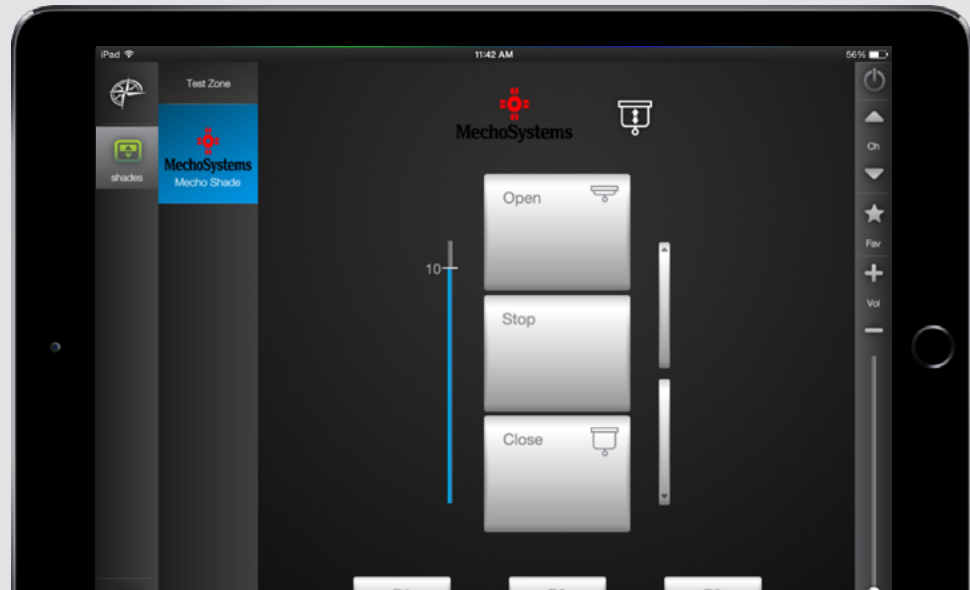 iPad
11:42 AM
56%
Test Zone
MechoSystems
Mecho Shade
shades
MechoSystems
Open
Stop
Close
10
Ch
Fav
Vol